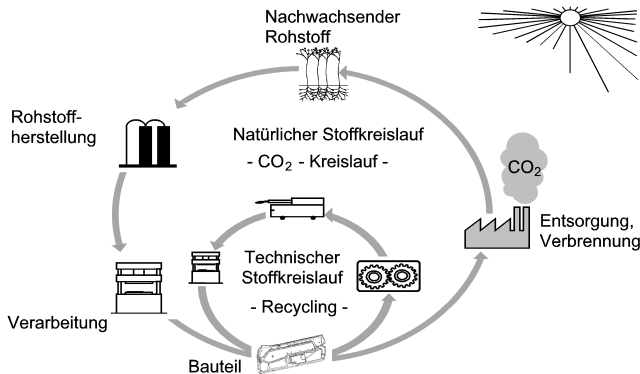 Nachwachsender
Rohstoff
Rohstoff-
herstellung
Natürlicher Stoffkreislauf
- CO₂ - Kreislauf -
CO₂
Entsorgung,
Verbrennung
Technischer
Stoffkreislauf
- Recycling -
Verarbeitung
Bauteil